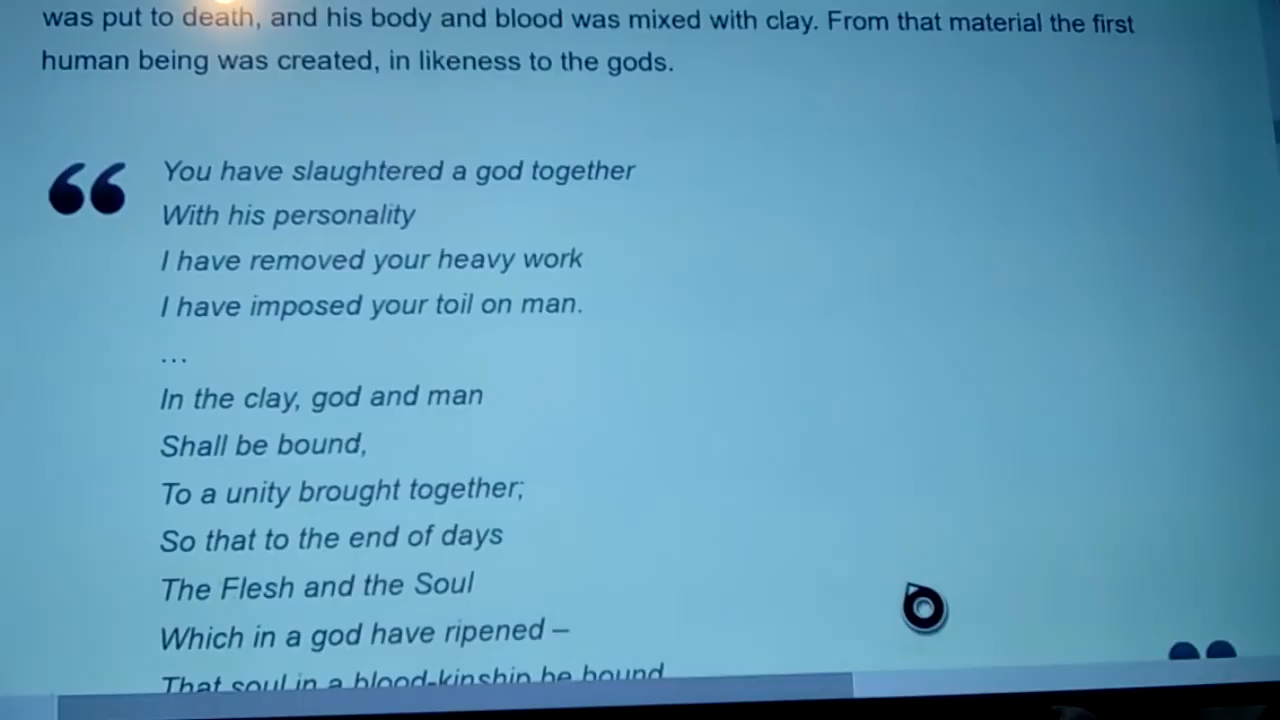 was put to death, and his body and blood was mixed with clay. From that material the first
human being was created, in likeness to the gods.
“
You have slaughtered a god together
With his personality
I have removed your heavy work
I have imposed your toil on man.
…
In the clay, god and man
Shall be bound,
To a unity brought together;
So that to the end of days
The Flesh and the Soul
Which in a god have ripened –
That soul in a blood-kinship be bound